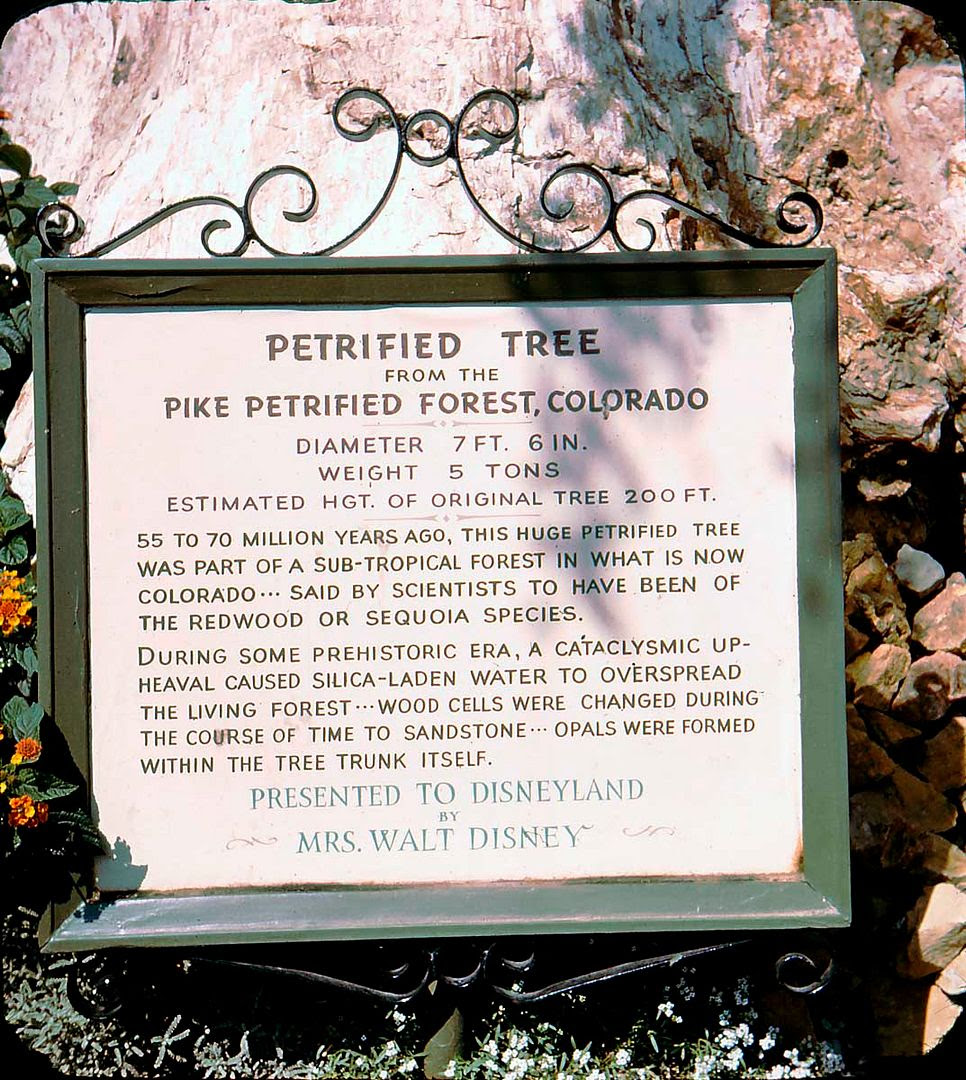 PETRIFIED TREE
FROM THE
PIKE PETRIFIED FOREST, COLORADO
DIAMETER 7 FT. 6 IN.
WEIGHT 5 TONS
ESTIMATED HGT. OF ORIGINAL TREE 200 FT.
55 TO 70 MILLION YEARS AGO, THIS HUGE PETRIFIED TREE
WAS PART OF A SUB-TROPICAL FOREST IN WHAT IS NOW
COLORADO... SAID BY SCIENTISTS TO HAVE BEEN OF
THE REDWOOD OR SEQUOIA SPECIES.
DURING SOME PREHISTORIC ERA, A CATACLYSMIC UP-
HEAVAL CAUSED SILICA-LADEN WATER TO OVERSPREAD
THE LIVING FOREST... WOOD CELLS WERE CHANGED DURING
THE COURSE OF TIME TO SANDSTONE... OPALS WERE FORMED
WITHIN THE TREE TRUNK ITSELF.
PRESENTED TO DISNEYLAND
BY
MRS. WALT DISNEY